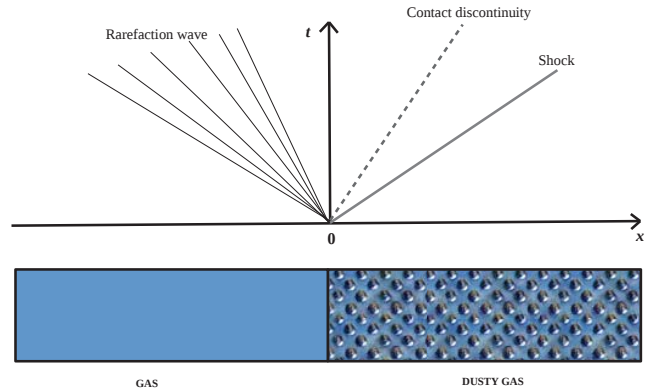 Contact discontinuity
Rarefaction wave
t
Shock
0
x
GAS
DUSTY GAS